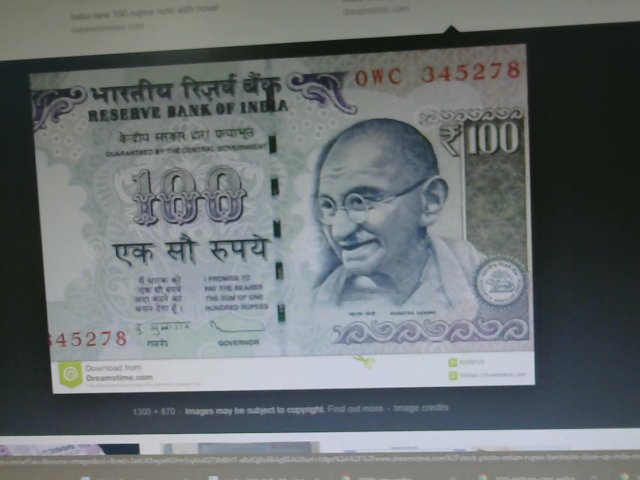 India new 100-rupee note with novel
dreamstime.com
भारतीय रिज़र्व बैंक
RESERVE BANK OF INDIA
0WC 345278
केन्द्रीय सरकार द्वारा प्रत्याभूत
GUARANTEED BY THE CENTRAL GOVERNMENT
₹100
100
एक सौ रुपये
मैं धारक को
एक सौ रुपये
अदा करने का
वचन देता हूँ।
I PROMISE TO
PAY THE BEARER
THE SUM OF ONE
HUNDRED RUPEES
345278
गवर्नर
GOVERNOR
Download from
Dreamstime.com
1300 × 870 - Images may be subject to copyright. Find out more - Image credits